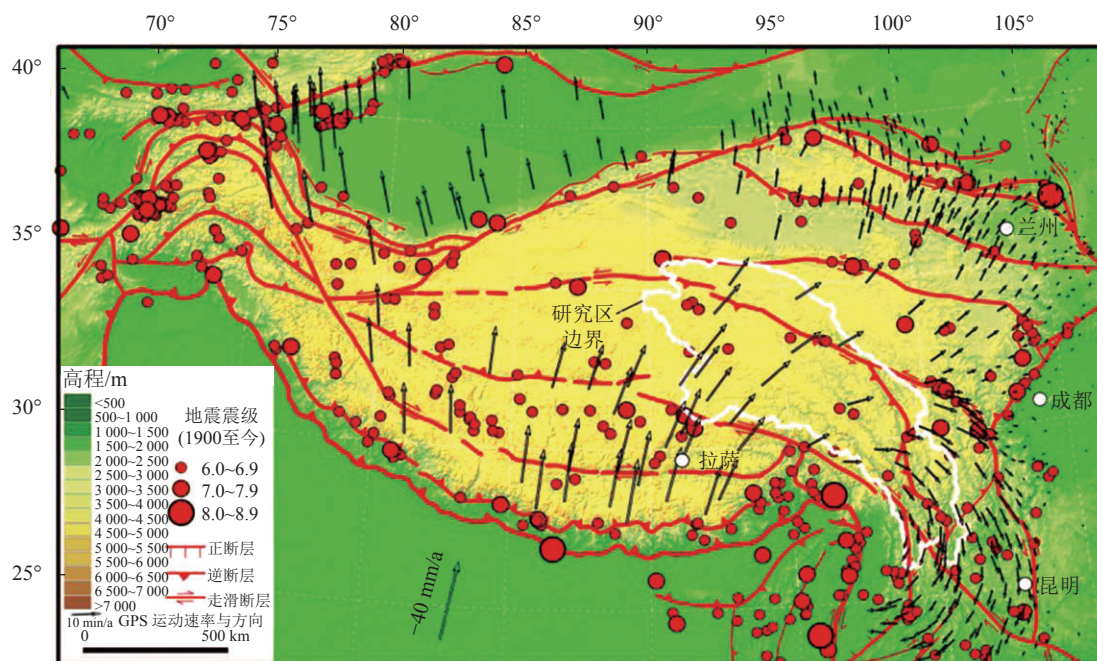 70° 75° 80° 85° 90° 95° 100° 105°
40°
35°
30°
25°
兰州
研究区
边界
成都
拉萨
昆明
~40 mm/a
高程/m
<500
500~1 000
1 000~1 500
1 500~2 000
2 000~2 500
2 500~3 000
3 000~3 500
3 500~4 000
4 000~4 500
4 500~5 000
5 000~5 500
5 500~6 000
6 000~6 500
6 500~7 000
>7 000
地震震级
(1900至今)
6.0~6.9
7.0~7.9
8.0~8.9
正断层
逆断层
走滑断层
10 min/a GPS 运动速率与方向
0 500 km